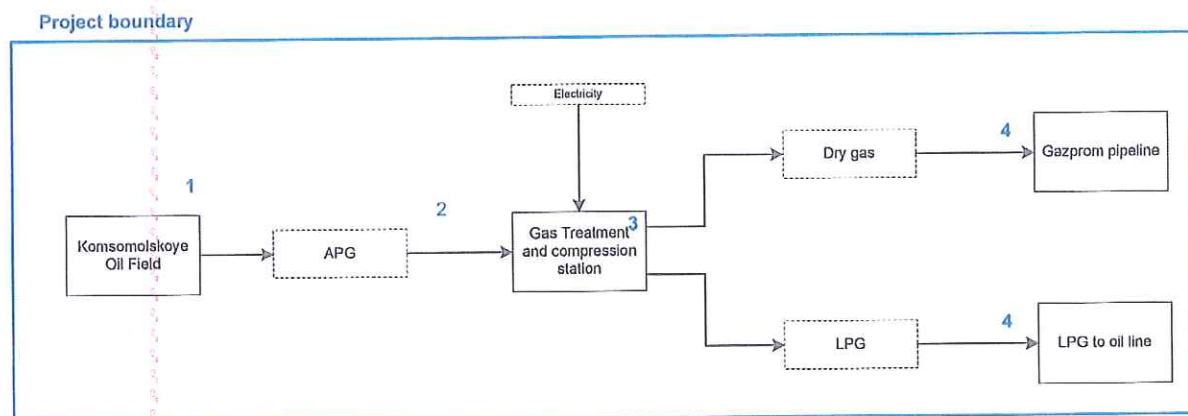 Project boundary
Electricity
4
Dry gas
Gazprom pipeline
1
2
3
Komsomolskoye
Oil Field
APG
Gas Treatment
and compression
station
4
LPG
LPG to oil line